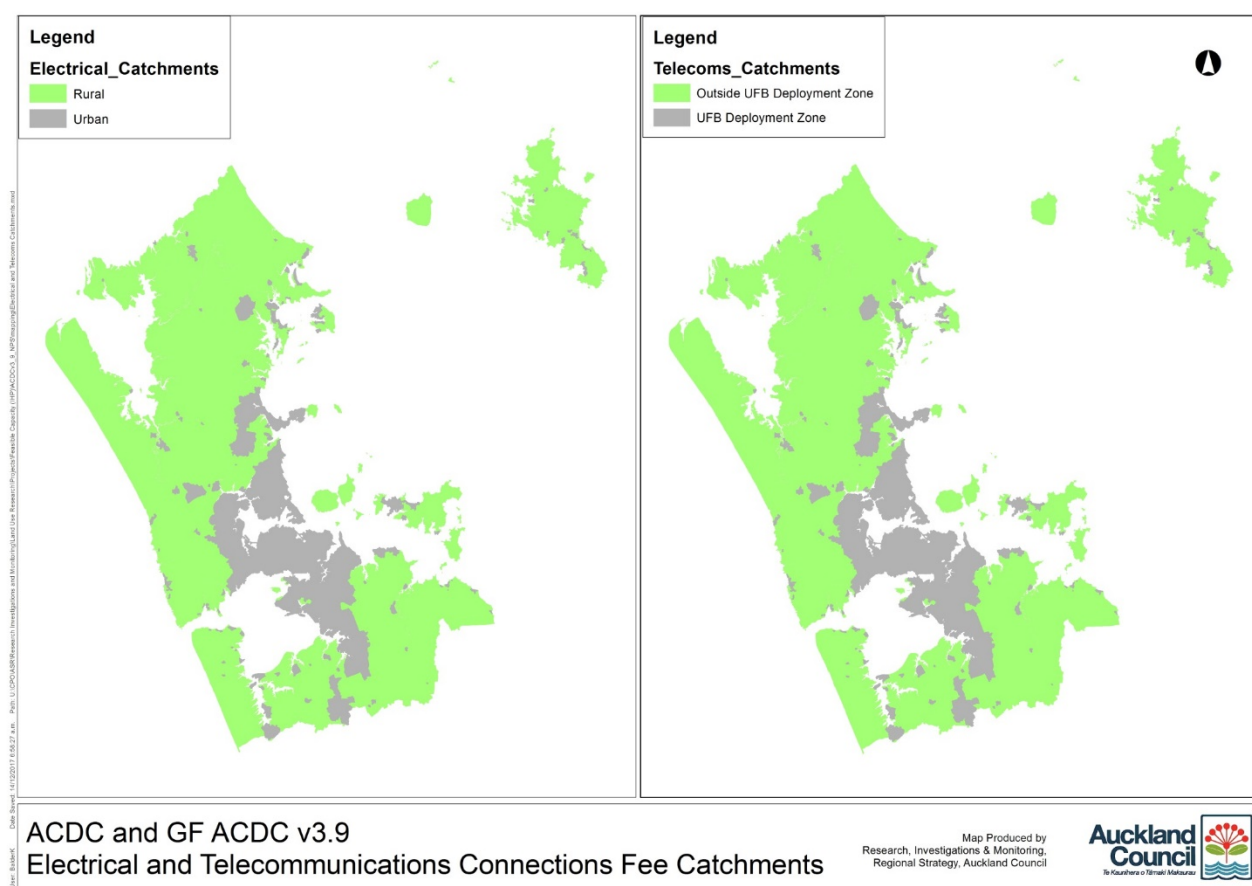 Legend
Electrical_Catchments
Rural
Urban
Legend
Telecoms_Catchments
Outside UFB Deployment Zone
UFB Deployment Zone
ACDC and GF ACDC v3.9
Electrical and Telecommunications Connections Fee Catchments
Map Produced by
Research, Investigations & Monitoring,
Regional Strategy, Auckland Council
Auckland
Council
Te Kaunihera o Tāmaki Makaurau